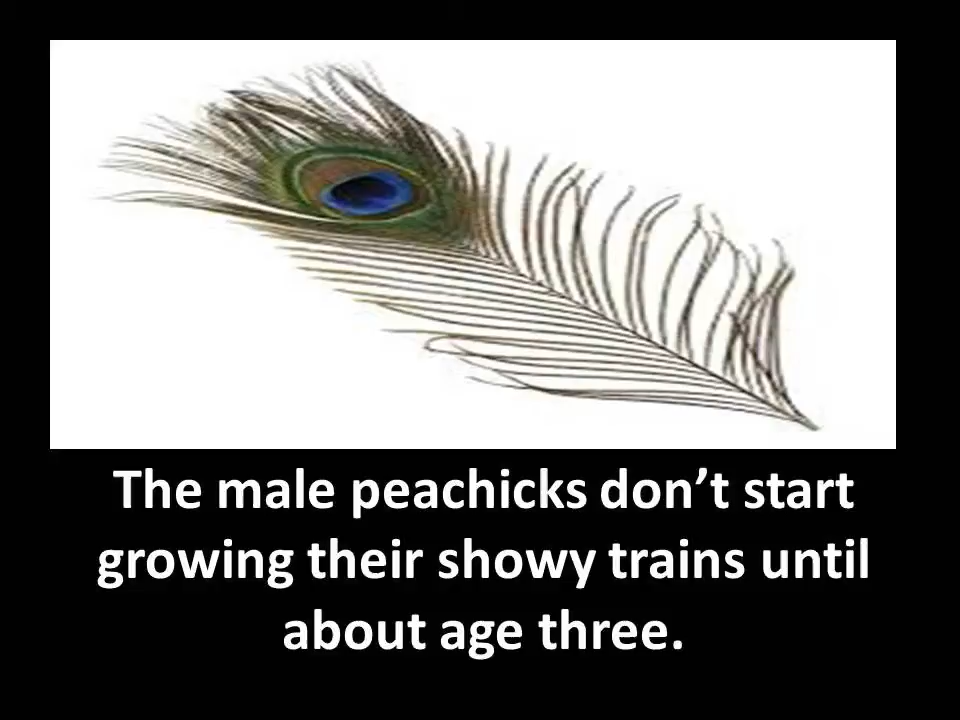 The male peachicks don’t start
growing their showy trains until
about age three.